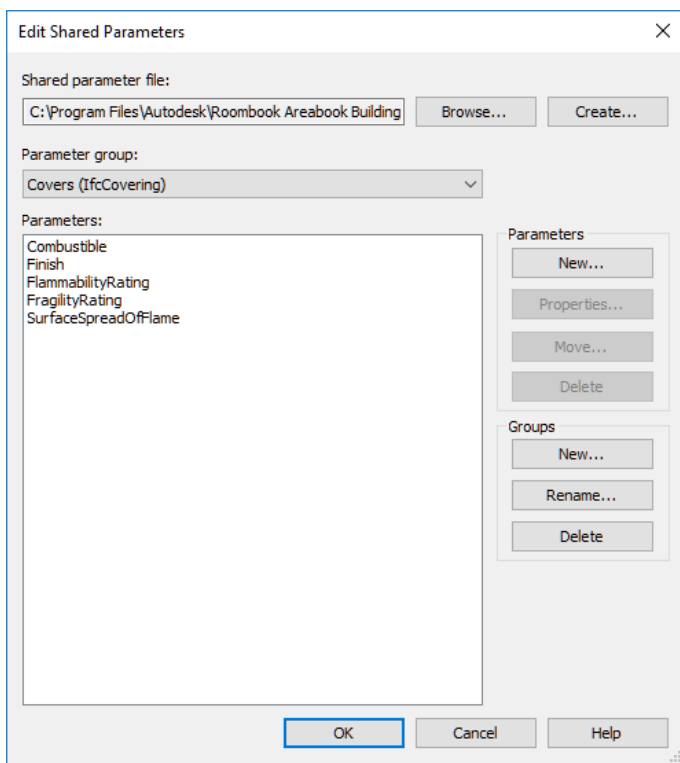 Edit Shared Parameters
Shared parameter file:
C:\Program Files\Autodesk\Roombook Areabook Building
Browse...
Create...
Parameter group:
Covers (IfcCovering)
Parameters:
Combustible
Finish
FlammabilityRating
FragilityRating
SurfaceSpreadOfFlame
Parameters
New...
Properties...
Move...
Delete
Groups
New...
Rename...
Delete
OK
Cancel
Help